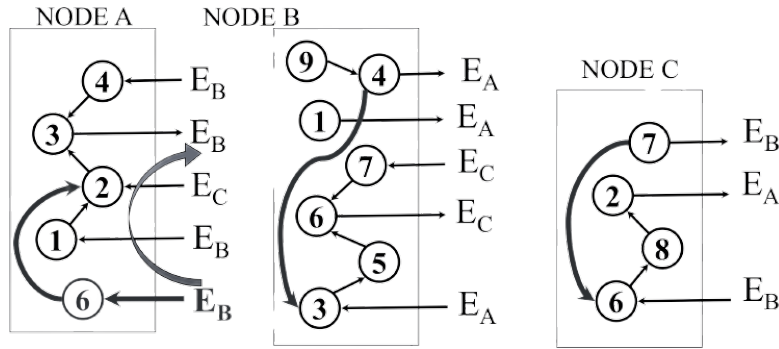 NODE A
NODE B
NODE C
4 E_B
3 E_B
2 E_C
1 E_B
6 E_B
9
4 E_A
1 E_A
7 E_C
6 E_C
5
3 E_A
7 E_B
2 E_A
8
6 E_B